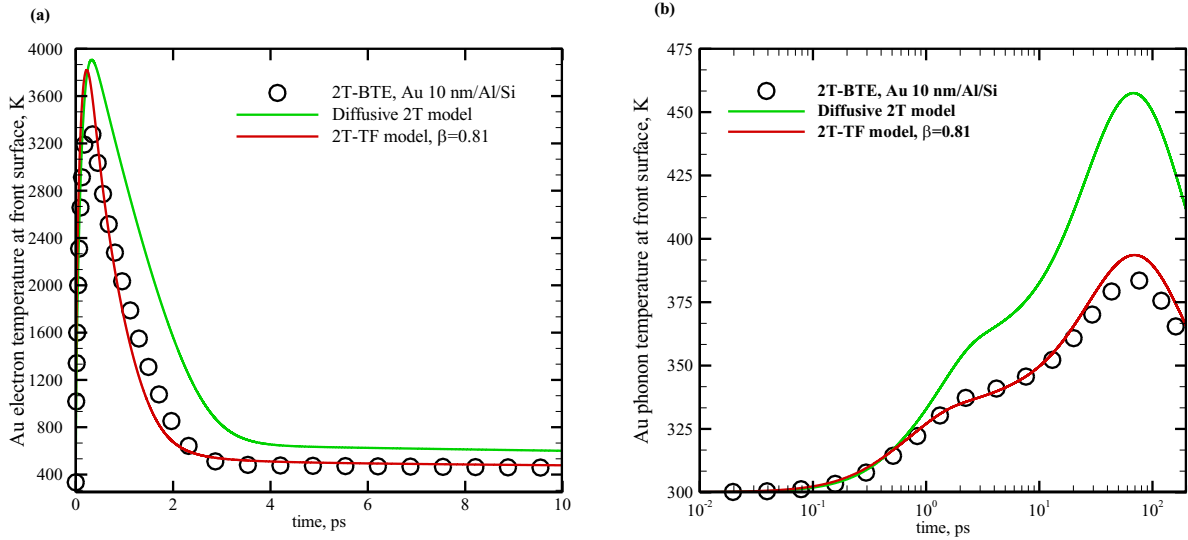 (a)
Au electron temperature at front surface, K
4000
3600
3200
2800
2400
2000
1600
1200
800
400
0
2
4
6
8
10
time, ps
2T-BTE, Au 10 nm/Al/Si
Diffusive 2T model
2T-TF model, β=0.81
(b)
Au phonon temperature at front surface, K
475
450
425
400
375
350
325
300
10⁻²
10⁻¹
10⁰
10¹
10²
time, ps
2T-BTE, Au 10 nm/Al/Si
Diffusive 2T model
2T-TF model, β=0.81